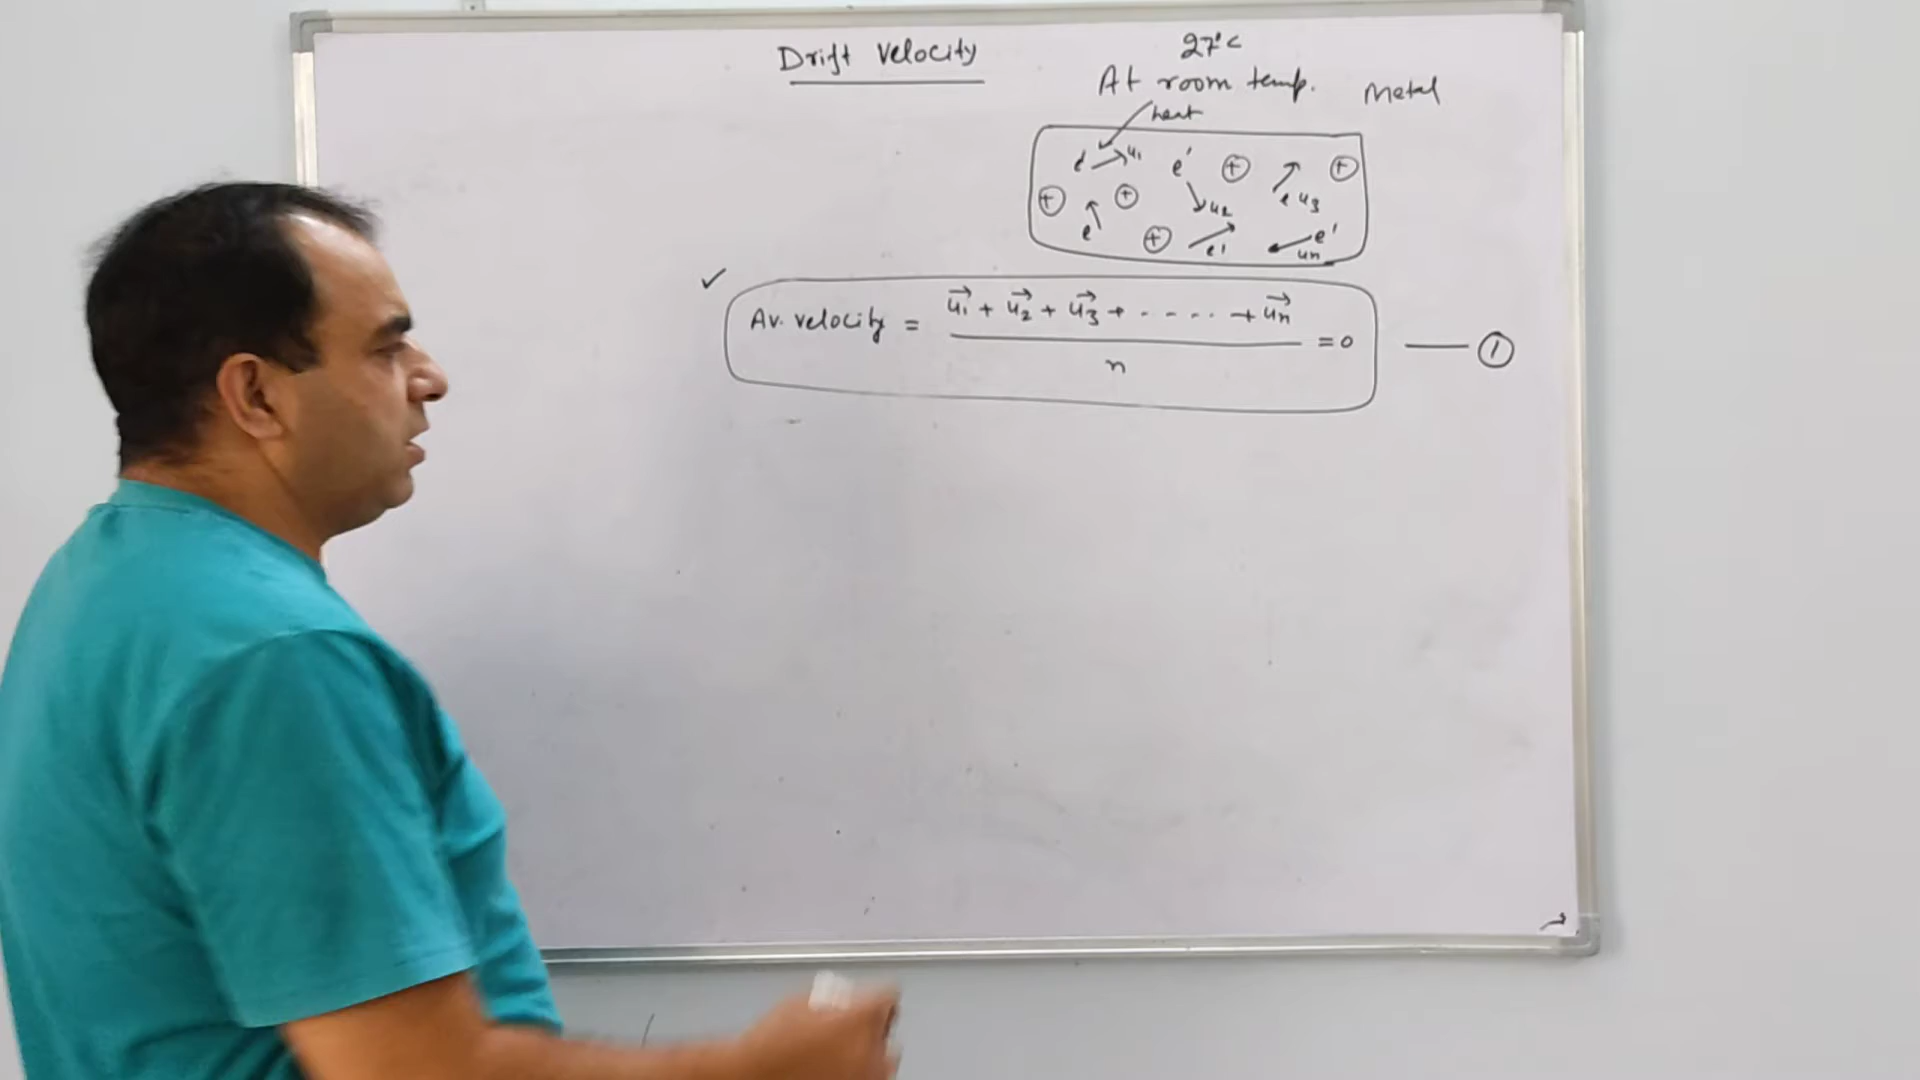 Drift Velocity
27°C
At room temp. Metal
heat
e u1 e' + u3 +
+ e + u2 e
+ e' e' un
Av. velocity = u1→ + u2→ + u3→ + - - - - - + un→ / n = 0 —— 1